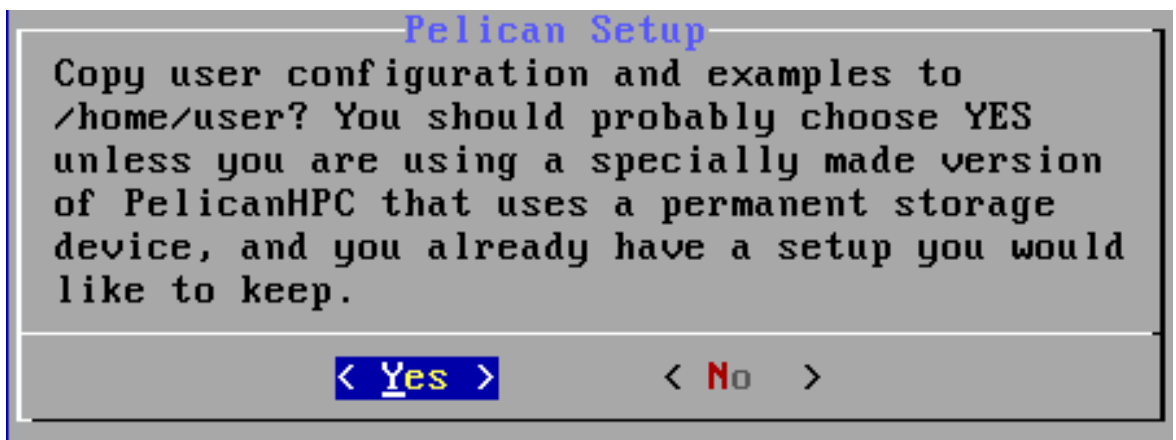 Pelican Setup
Copy user configuration and examples to
/home/user? You should probably choose YES
unless you are using a specially made version
of PelicanHPC that uses a permanent storage
device, and you already have a setup you would
like to keep.
< Yes > < No >